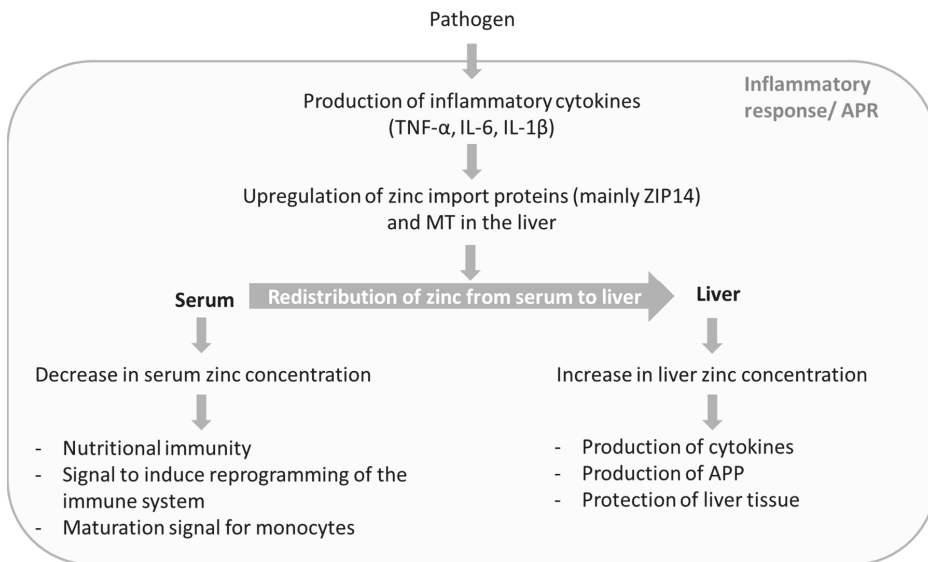 Pathogen
Inflammatory
response/ APR
Production of inflammatory cytokines
(TNF-α, IL-6, IL-1β)
Upregulation of zinc import proteins (mainly ZIP14)
and MT in the liver
Serum
Redistribution of zinc from serum to liver
Liver
Decrease in serum zinc concentration
- Nutritional immunity
- Signal to induce reprogramming of the
immune system
- Maturation signal for monocytes
Increase in liver zinc concentration
- Production of cytokines
- Production of APP
- Protection of liver tissue